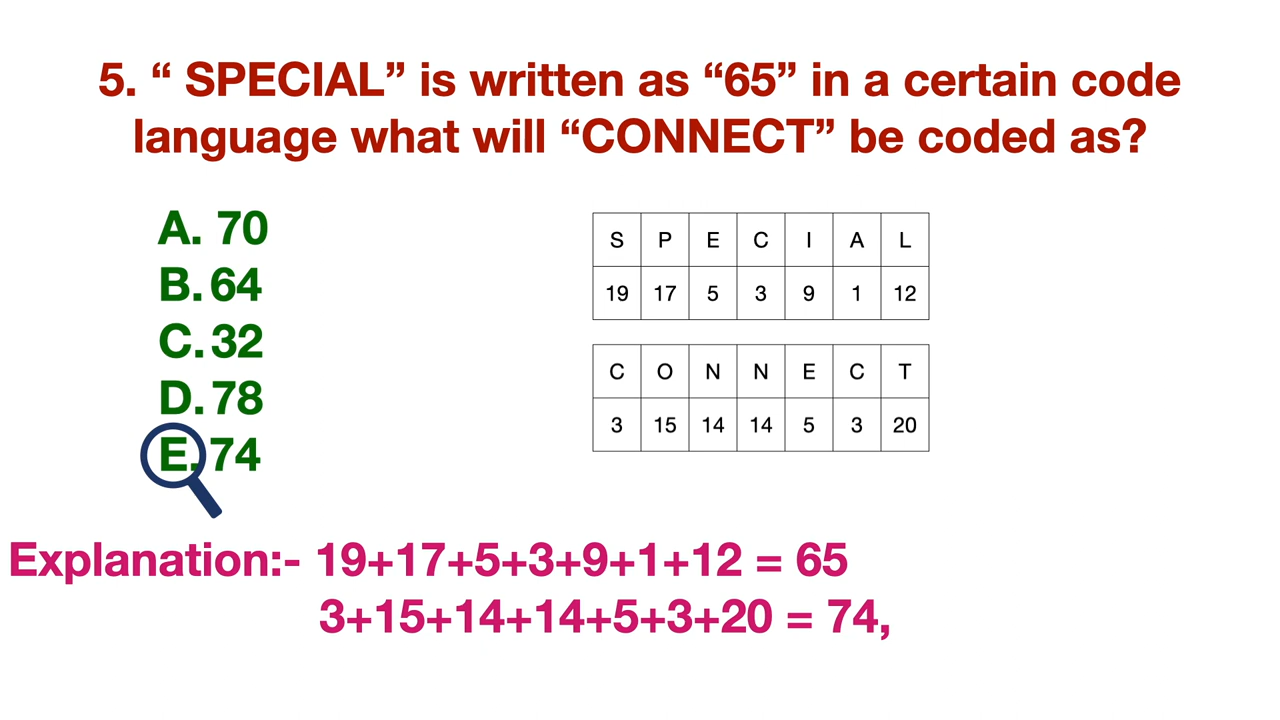 5. “ SPECIAL” is written as “65” in a certain code
language what will “CONNECT” be coded as?
A. 70
B. 64
C. 32
D. 78
E. 74
S P E C I A L
19 17 5 3 9 1 12
C O N N E C T
3 15 14 14 5 3 20
Explanation:- 19+17+5+3+9+1+12 = 65
3+15+14+14+5+3+20 = 74,